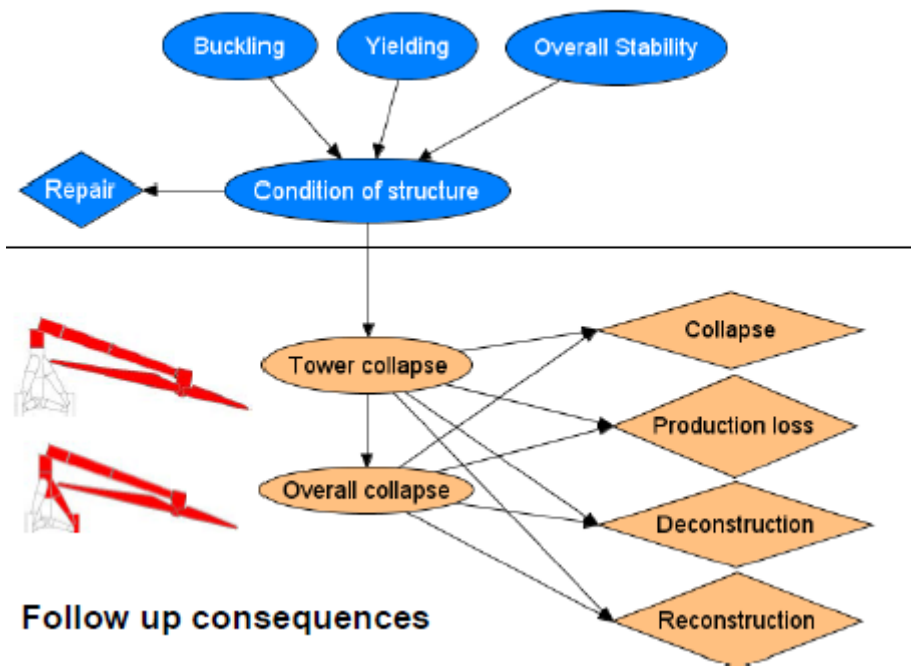 Buckling
Yielding
Overall Stability
Repair
Condition of structure
Tower collapse
Collapse
Production loss
Overall collapse
Deconstruction
Follow up consequences
Reconstruction